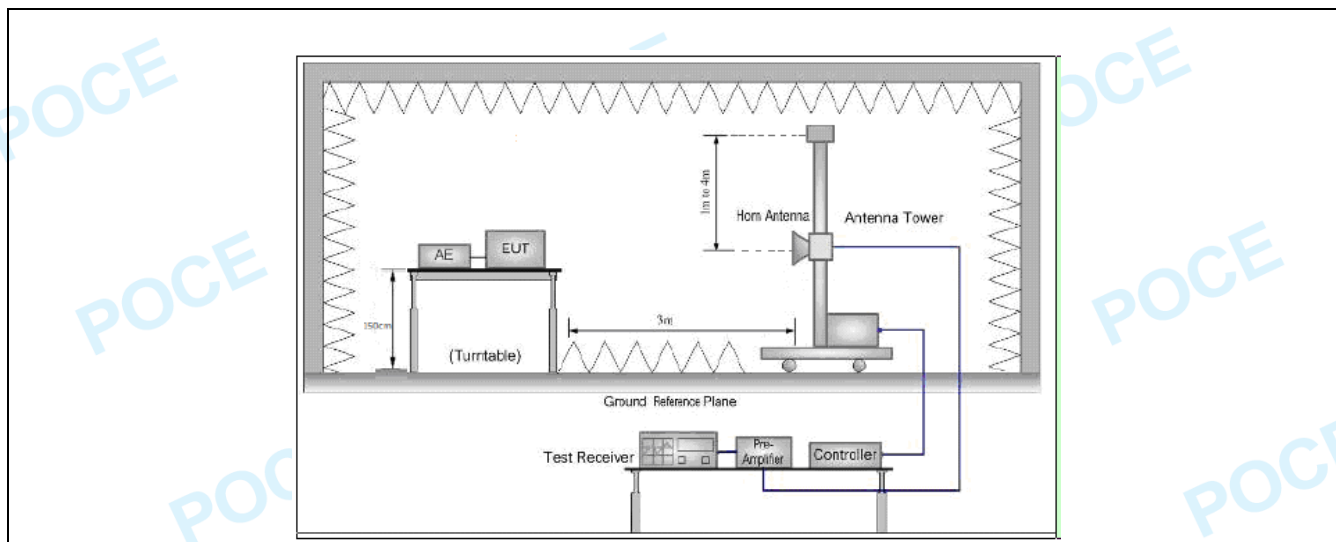 POCE
POCE
1m to 4m
Horn Antenna
Antenna Tower
AE
EUT
POCE
POCE
150cm
3m
(Turntable)
Ground Reference Plane
Test Receiver
Pre-
Amplifier
Controller
POC
POCE